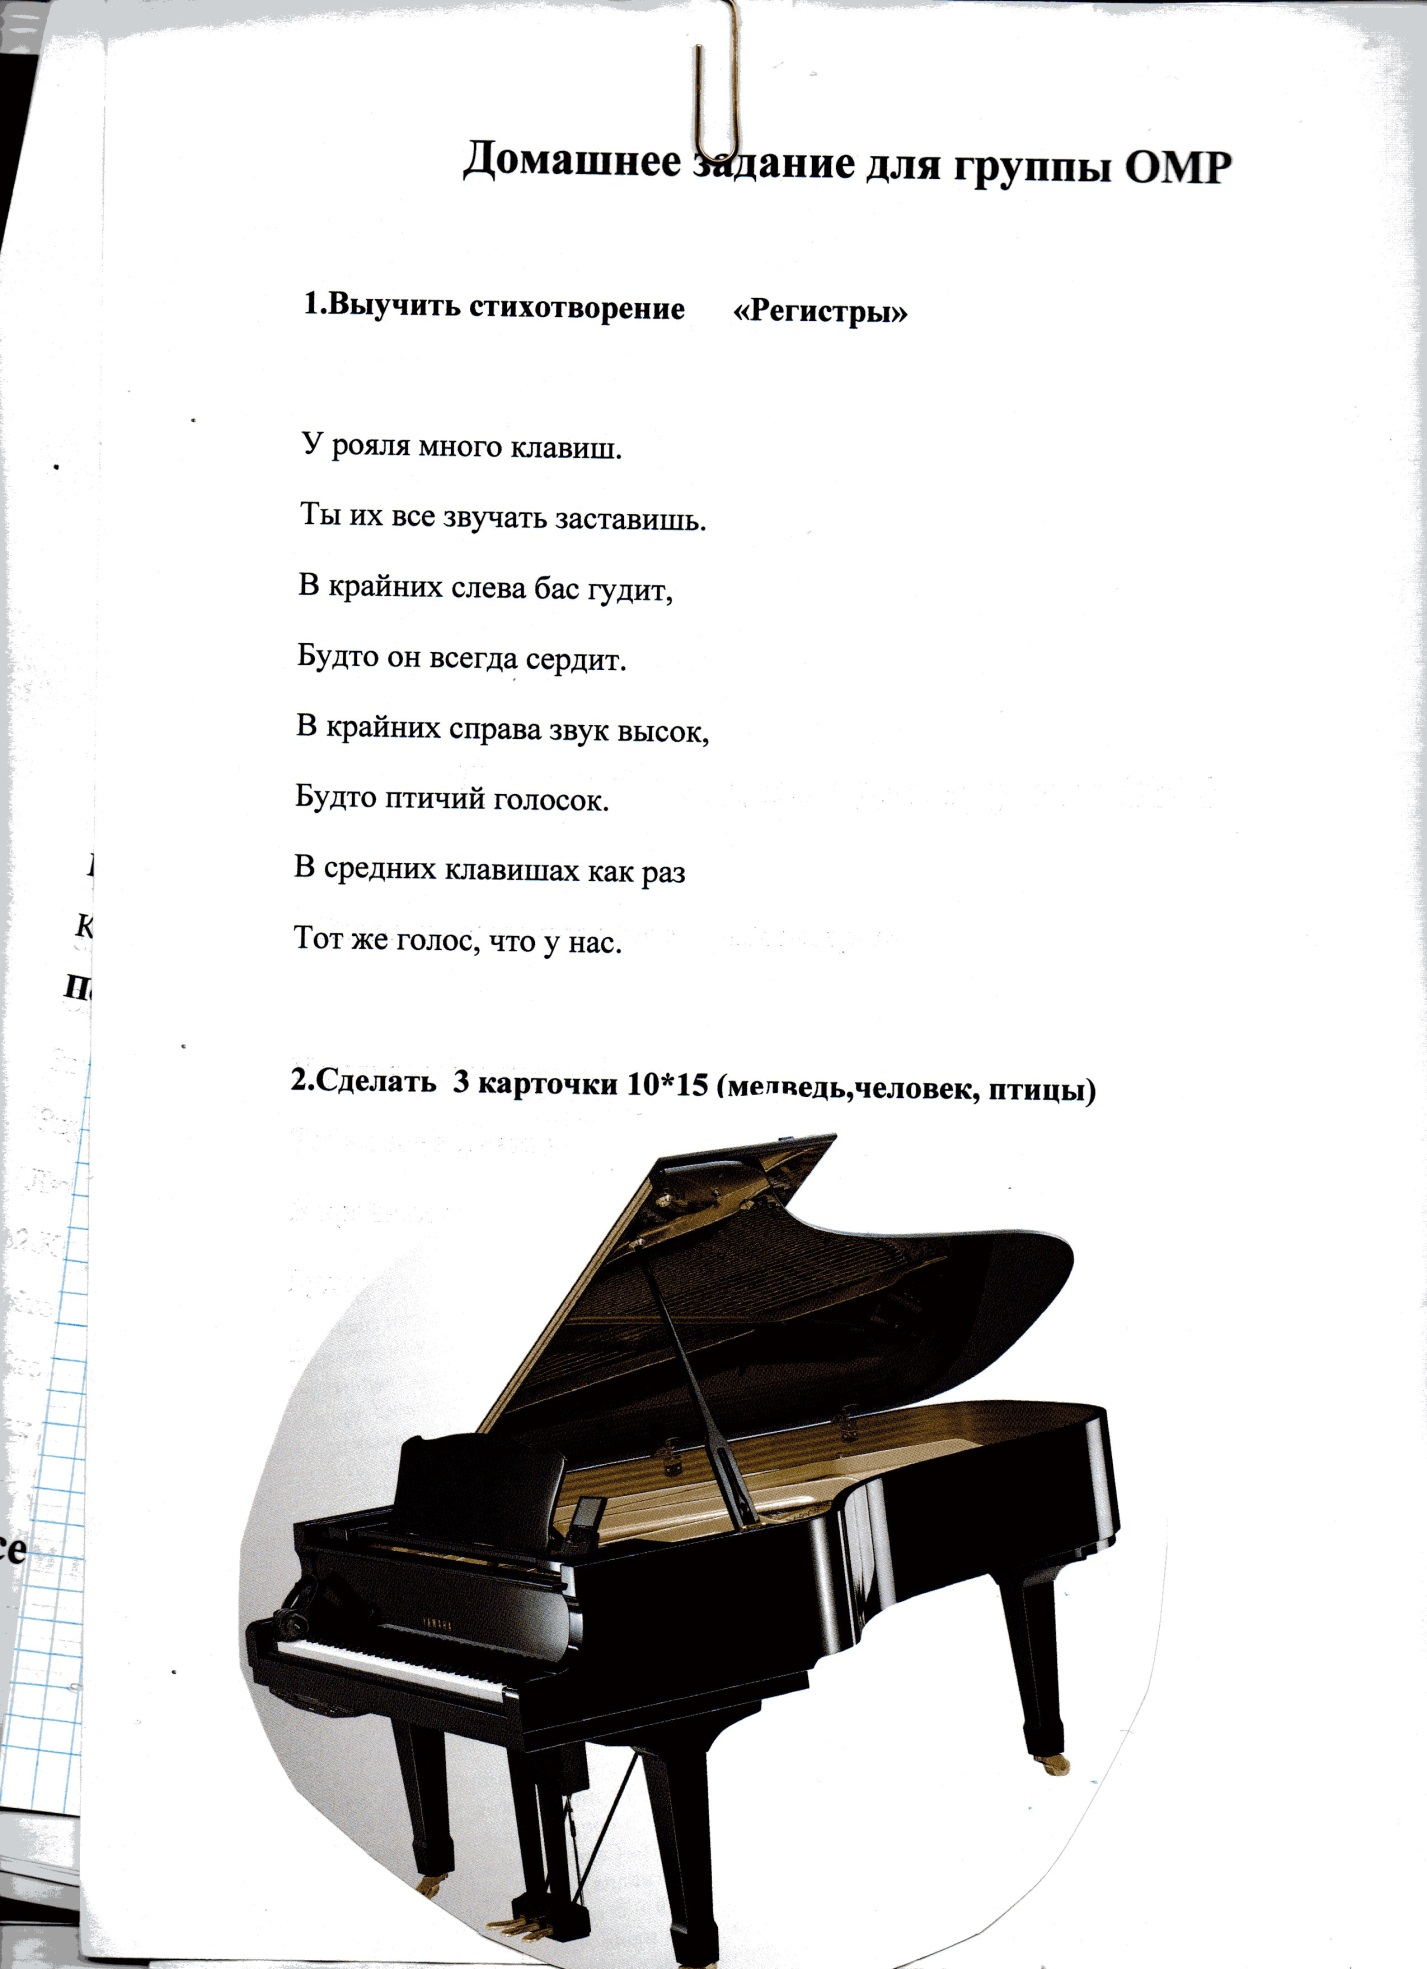 Домашнее задание для группы ОМР
1.Выучить стихотворение «Регистры»
У рояля много клавиш.
Ты их все звучать заставишь.
В крайних слева бас гудит,
Будто он всегда сердит.
В крайних справа звук высок,
Будто птичий голосок.
В средних клавишах как раз
Тот же голос, что у нас.
2.Сделать 3 карточки 10*15 (медведь,человек, птицы)
YAMAHA